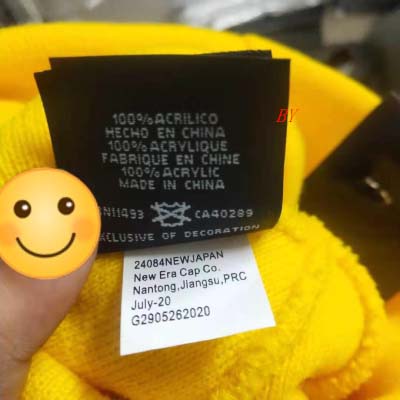 100%ACRILICO
HECHO EN CHINA
100%ACRYLIQUE
FABRIQUE EN CHINE
100%ACRYLIC
MADE IN CHINA
CA40289
EXCLUSIVE OF DECORATION
24084NEWJAPAN
New Era Cap Co.
Nantong,Jiangsu,PRC
July-20
G2905262020
BY